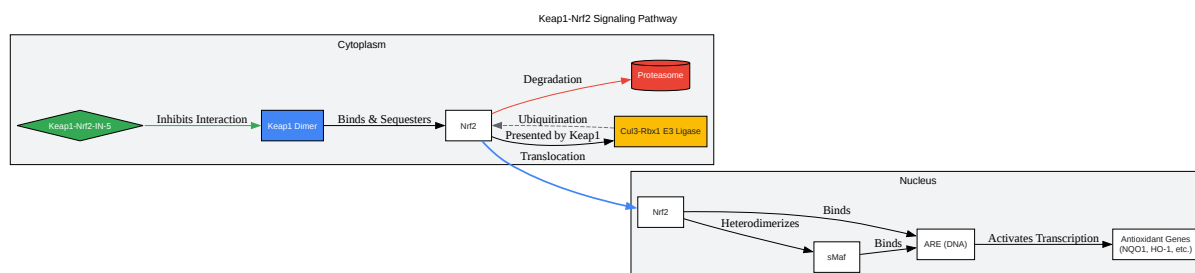 Keap1-Nrf2 Signaling Pathway
Cytoplasm
Proteasome
Degradation
Keap1-Nrf2-IN-5
Inhibits Interaction
Keap1 Dimer
Binds & Sequesters
Nrf2
Ubiquitination
Presented by Keap1
Cul3-Rbx1 E3 Ligase
Translocation
Nucleus
Nrf2
Binds
Heterodimerizes
sMaf
Binds
ARE (DNA)
Activates Transcription
Antioxidant Genes
(NQO1, HO-1, etc.)